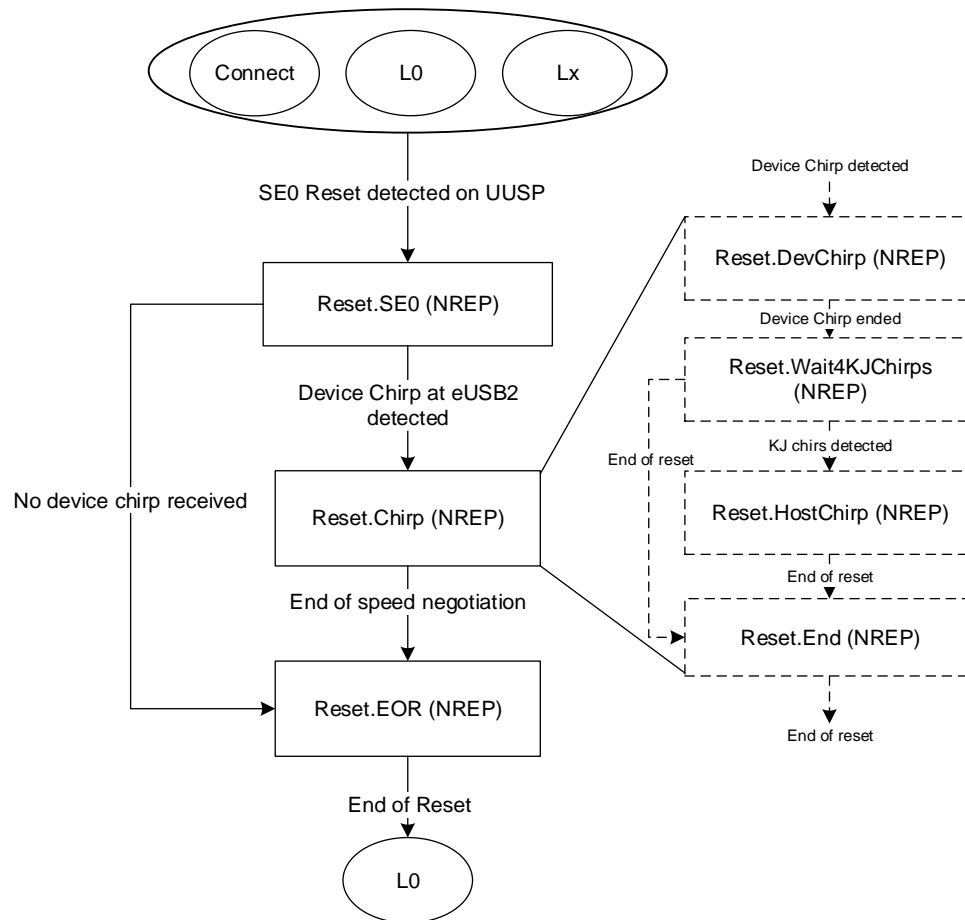 Connect
L0
Lx
SE0 Reset detected on UUSP
Reset.SE0 (NREP)
Device Chirp at eUSB2
detected
No device chirp received
Reset.Chirp (NREP)
End of speed negotiation
Reset.EOR (NREP)
End of Reset
L0
Device Chirp detected
Reset.DevChirp (NREP)
Device Chirp ended
Reset.Wait4KJChirps
(NREP)
KJ chirs detected
End of reset
Reset.HostChirp (NREP)
End of reset
Reset.End (NREP)
End of reset